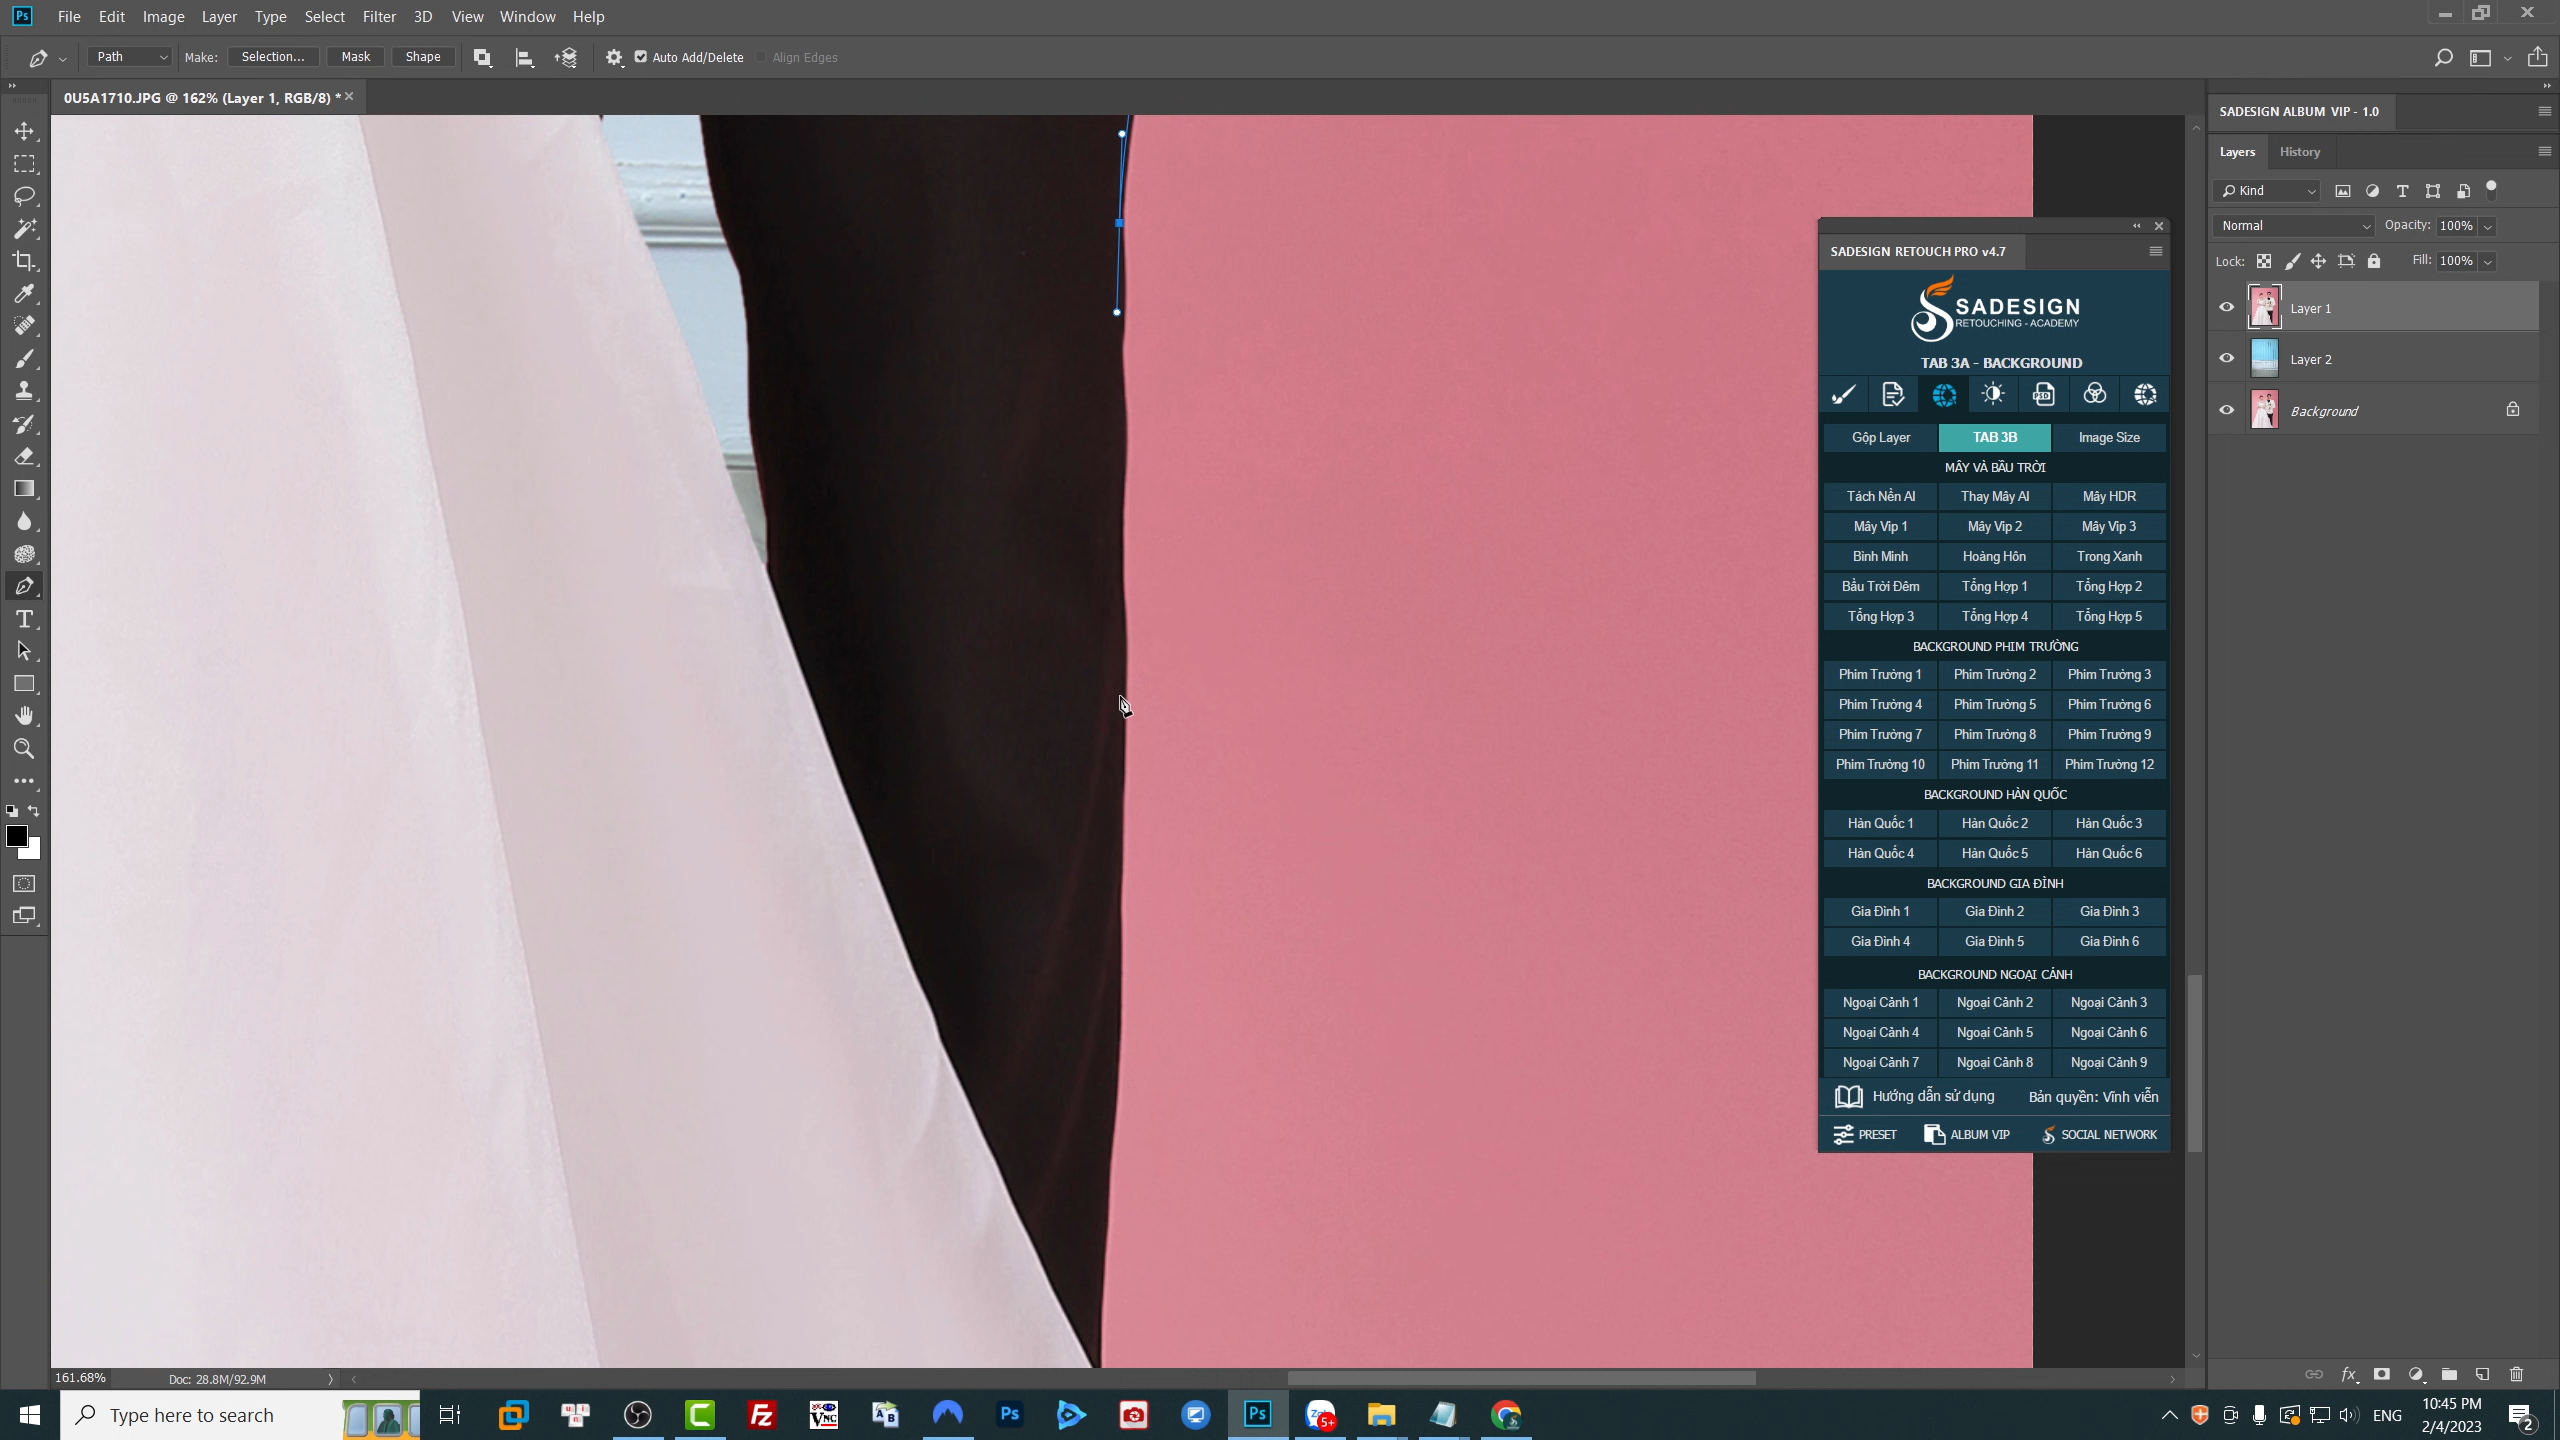 Ps File Edit Image Layer Type Select Filter 3D View Window Help
Path Make: Selection... Mask Shape Auto Add/Delete Align Edges
0U5A1710.JPG @ 162% (Layer 1, RGB/8) *
SADESIGN ALBUM VIP - 1.0
Layers History
Kind
Normal Opacity: 100%
Lock: Fill: 100%
Layer 1
Layer 2
Background
SADESIGN RETOUCH PRO v4.7
SADESIGN
RETOUCHING - ACADEMY
TAB 3A - BACKGROUND
PSD
Gộp Layer TAB 3B Image Size
MÂY VÀ BẦU TRỜI
Tách Nền AI Thay Mây AI Mây HDR
Mây Vip 1 Mây Vip 2 Mây Vip 3
Bình Minh Hoàng Hôn Trong Xanh
Bầu Trời Đêm Tổng Hợp 1 Tổng Hợp 2
Tổng Hợp 3 Tổng Hợp 4 Tổng Hợp 5
BACKGROUND PHIM TRƯỜNG
Phim Trường 1 Phim Trường 2 Phim Trường 3
Phim Trường 4 Phim Trường 5 Phim Trường 6
Phim Trường 7 Phim Trường 8 Phim Trường 9
Phim Trường 10 Phim Trường 11 Phim Trường 12
BACKGROUND HÀN QUỐC
Hàn Quốc 1 Hàn Quốc 2 Hàn Quốc 3
Hàn Quốc 4 Hàn Quốc 5 Hàn Quốc 6
BACKGROUND GIA ĐÌNH
Gia Đình 1 Gia Đình 2 Gia Đình 3
Gia Đình 4 Gia Đình 5 Gia Đình 6
BACKGROUND NGOẠI CẢNH
Ngoại Cảnh 1 Ngoại Cảnh 2 Ngoại Cảnh 3
Ngoại Cảnh 4 Ngoại Cảnh 5 Ngoại Cảnh 6
Ngoại Cảnh 7 Ngoại Cảnh 8 Ngoại Cảnh 9
Hướng dẫn sử dụng Bản quyền: Vĩnh viễn
PRESET ALBUM VIP SOCIAL NETWORK
161.68% Doc: 28.8M/92.9M
Type here to search
Ps Ps 5+ ENG
10:45 PM
2/4/2023
2